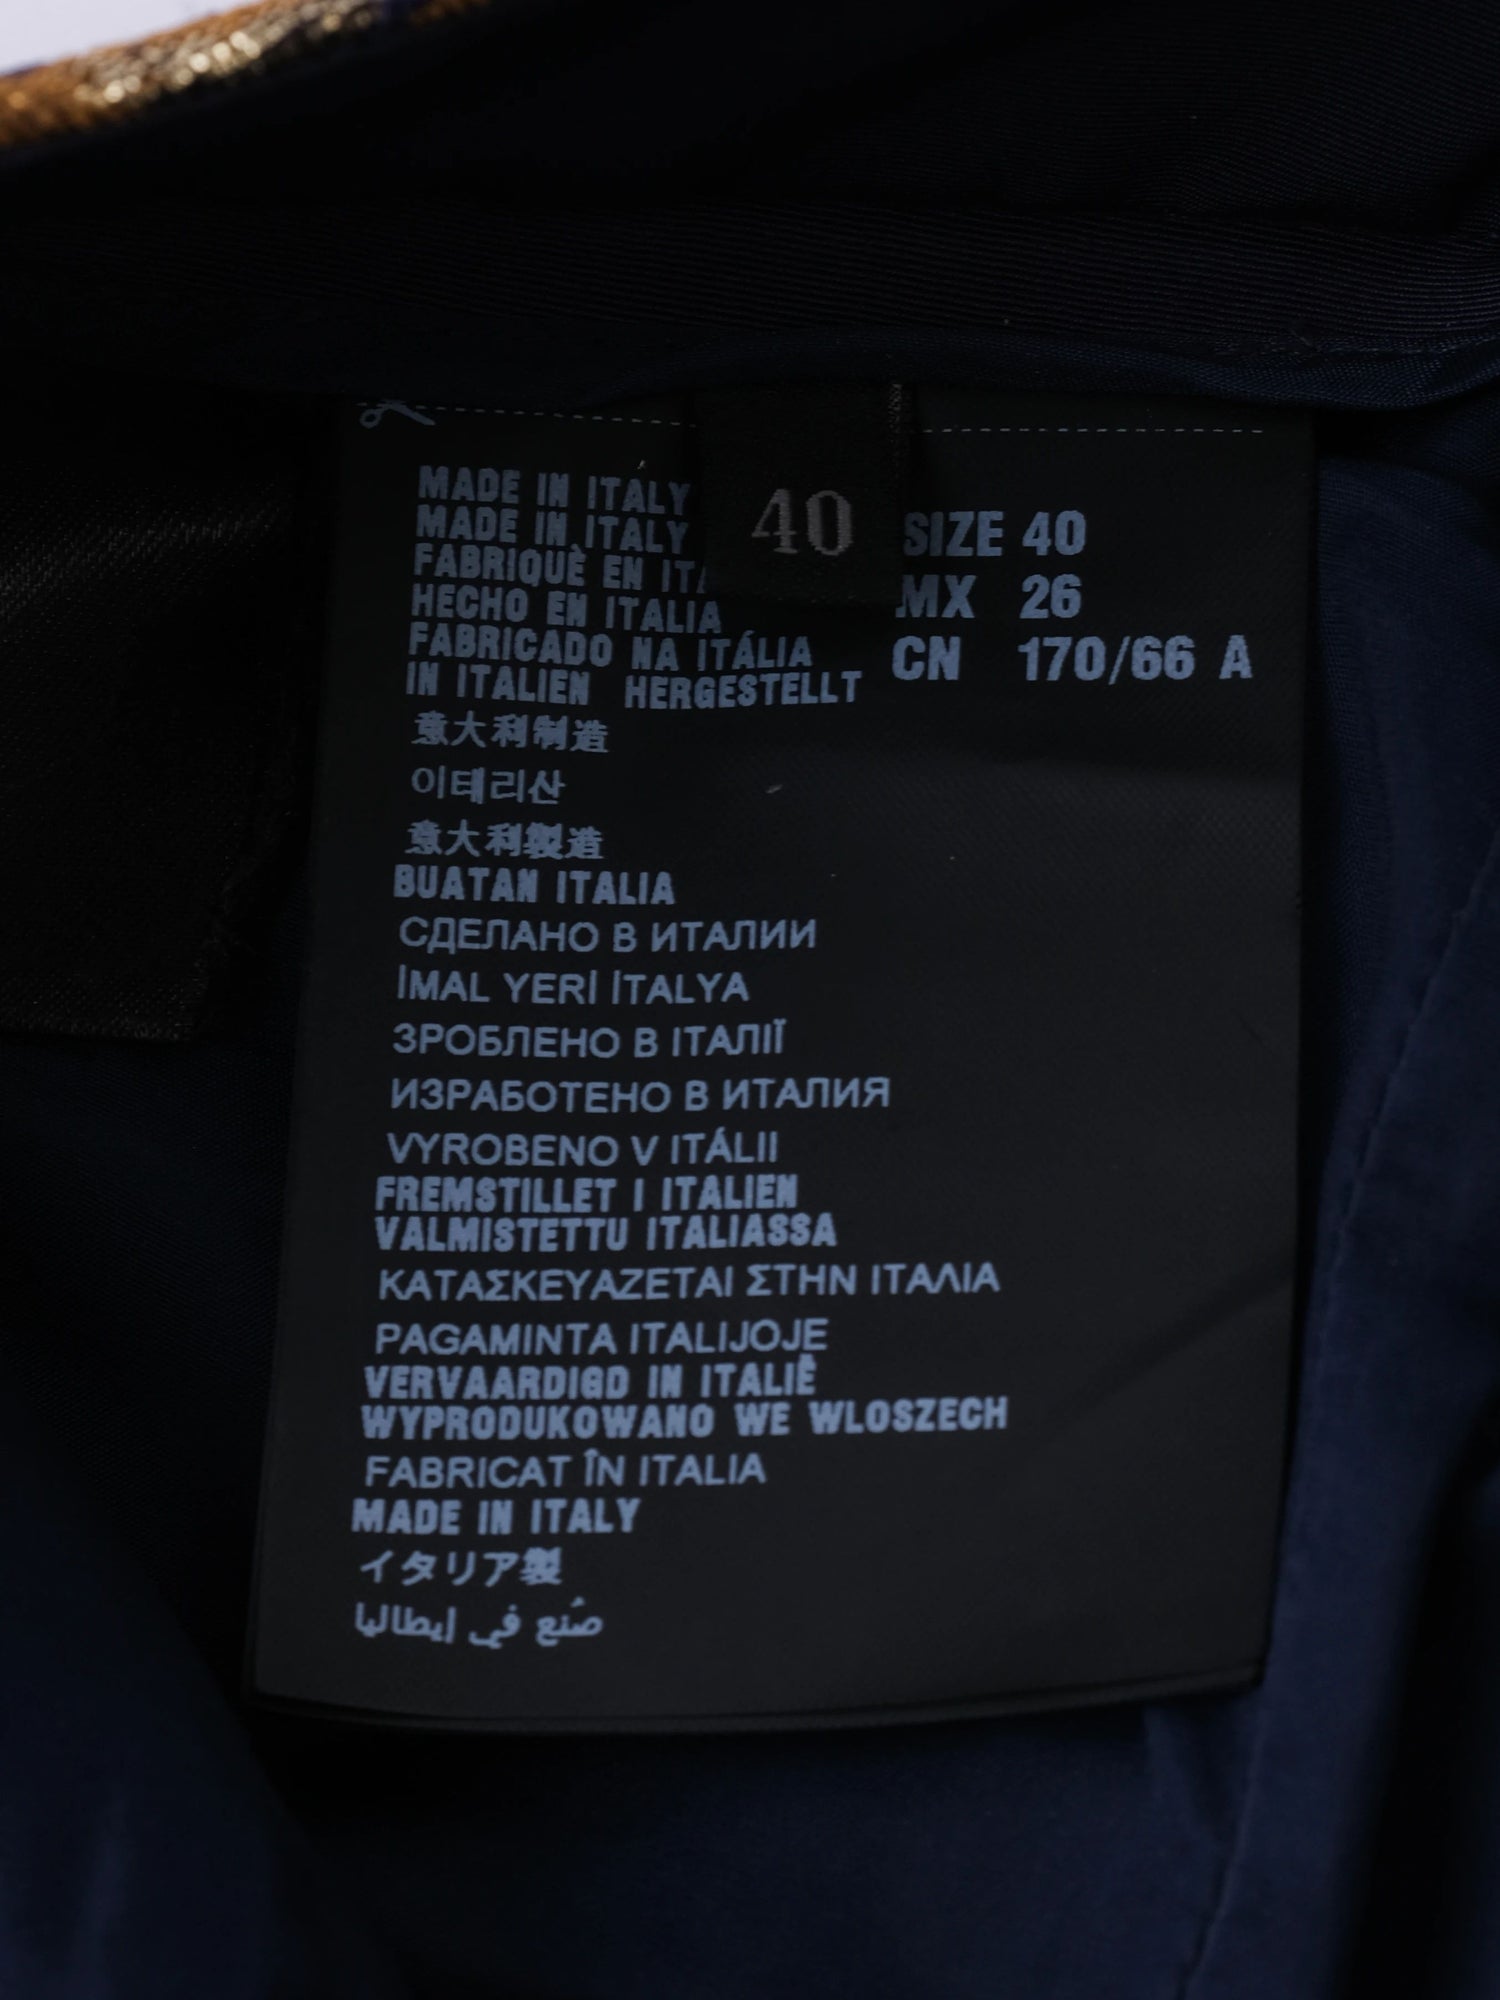 MADE IN ITALY
MADE IN ITALY
FABRIQUÈ EN
HECHO EN ITALIA
FABRICADO NA ITÁLIA
IN ITALIEN HERGESTELLT
意大利制造
이태리산
意大利製造
BUATAN ITALIA
СДЕЛАНО В ИТАЛИИ
İMAL YERİ İTALYA
ЗРОБЛЕНО В ІТАЛІЇ
ИЗРАБОТЕНО В ИТАЛИЯ
VYROBENO V ITÁLII
FREMSTILLET I ITALIEN
VALMISTETTU ITALIASSA
ΚΑΤΑΣΚΕΥΑΖΕΤΑΙ ΣΤΗΝ ΙΤΑΛΙΑ
PAGAMINTA ITALIJOJE
VERVAARDIGD IN ITALIË
WYPRODUKOWANO WE WLOSZECH
FABRICAT ÎN ITALIA
MADE IN ITALY
イタリア製
صُنع في إيطاليا
40
SIZE 40
MX 26
CN 170/66 A